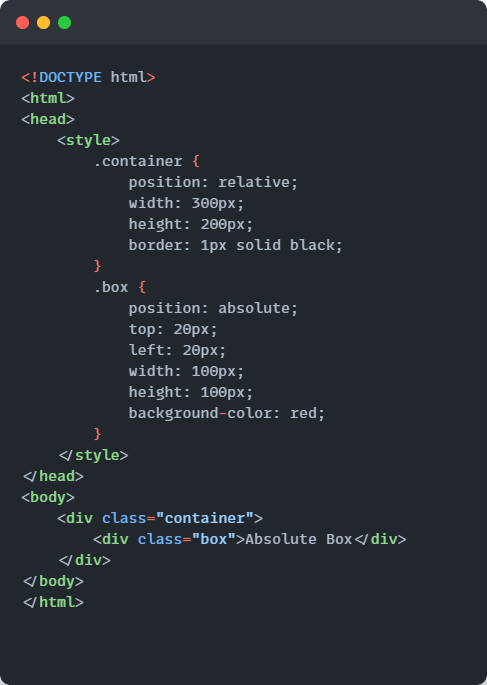 <!DOCTYPE html>
<html>
<head>
    <style>
        .container {
            position: relative;
            width: 300px;
            height: 200px;
            border: 1px solid black;
        }
        .box {
            position: absolute;
            top: 20px;
            left: 20px;
            width: 100px;
            height: 100px;
            background-color: red;
        }
    </style>
</head>
<body>
    <div class="container">
        <div class="box">Absolute Box</div>
    </div>
</body>
</html>